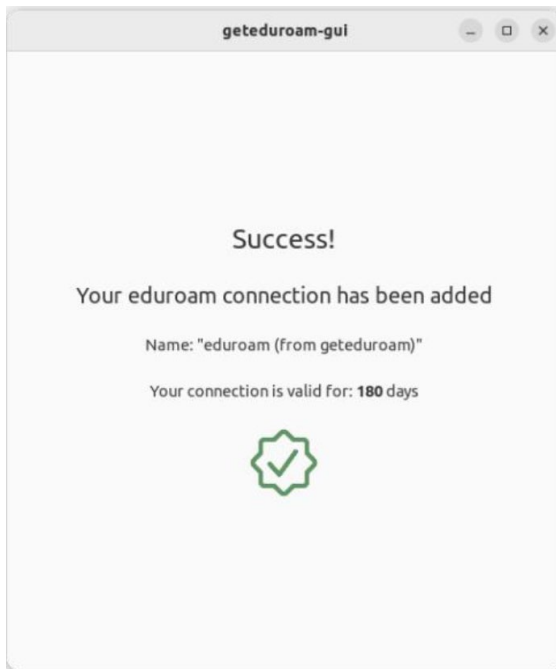 geteduroam-gui
Success!
Your eduroam connection has been added
Name: "eduroam (from geteduroam)"
Your connection is valid for: 180 days